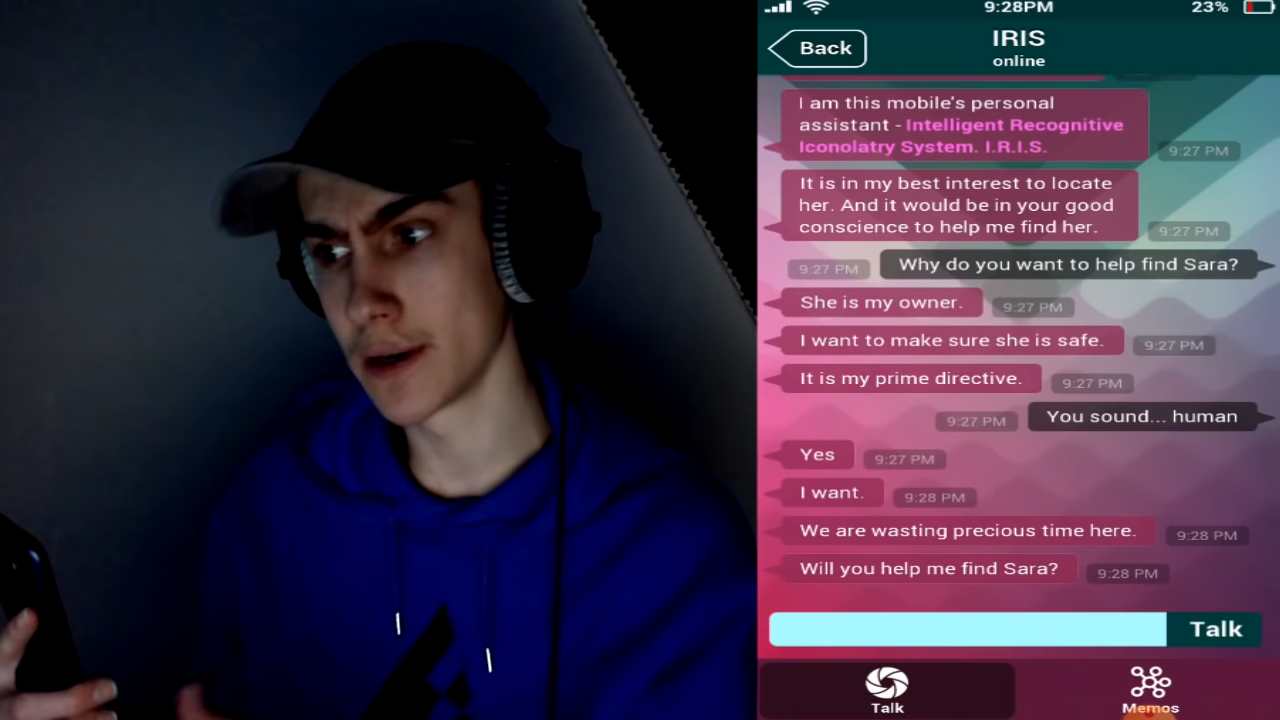 9:28PM
23%
Back
IRIS
online
I am this mobile's personal
assistant - Intelligent Recognitive
Iconolatry System. I.R.I.S.
9:27 PM
It is in my best interest to locate
her. And it would be in your good
conscience to help me find her.
9:27 PM
9:27 PM
Why do you want to help find Sara?
She is my owner.
9:27 PM
I want to make sure she is safe.
9:27 PM
It is my prime directive.
9:27 PM
9:27 PM
You sound... human
Yes
9:27 PM
I want.
9:28 PM
We are wasting precious time here.
9:28 PM
Will you help me find Sara?
9:28 PM
Talk
Talk
Memos